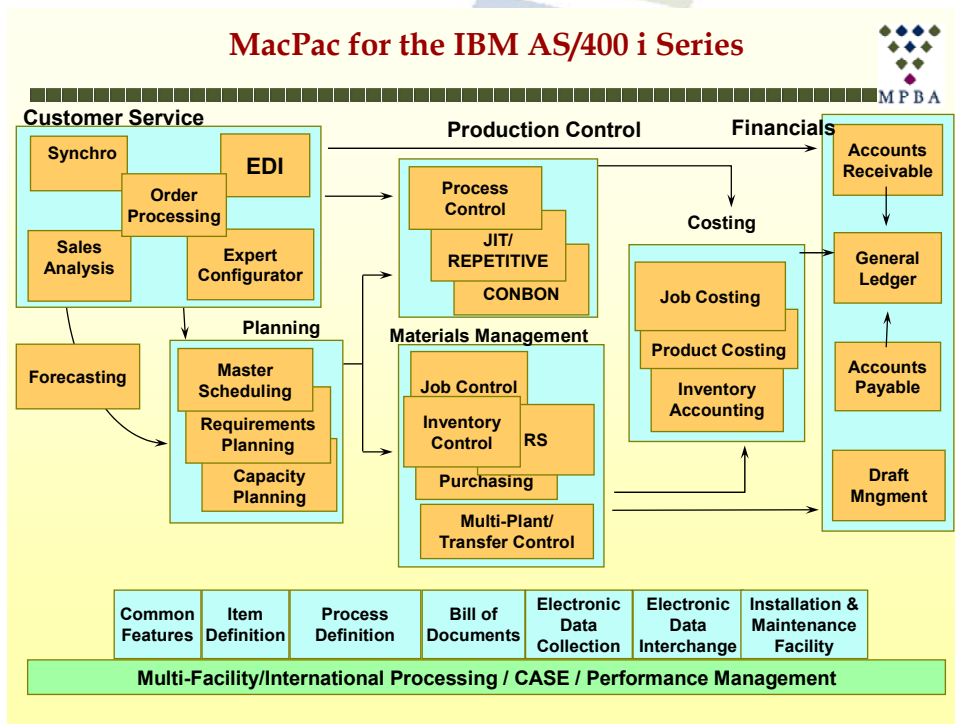 MacPac for the IBM AS/400 i Series
MPBA
Customer Service
Production Control
Financials
Synchro
EDI
Order
Processing
Sales
Analysis
Expert
Configurator
Process
Control
JIT/
REPETITIVE
CONBON
Costing
Job Costing
Product Costing
Inventory
Accounting
Accounts
Receivable
General
Ledger
Accounts
Payable
Draft
Mngment
Forecasting
Planning
Master
Scheduling
Requirements
Planning
Capacity
Planning
Materials Management
Job Control
Inventory
Control
RS
Purchasing
Multi-Plant/
Transfer Control
Common
Features
Item
Definition
Process
Definition
Bill of
Documents
Electronic
Data
Collection
Electronic
Data
Interchange
Installation &
Maintenance
Facility
Multi-Facility/International Processing / CASE / Performance Management